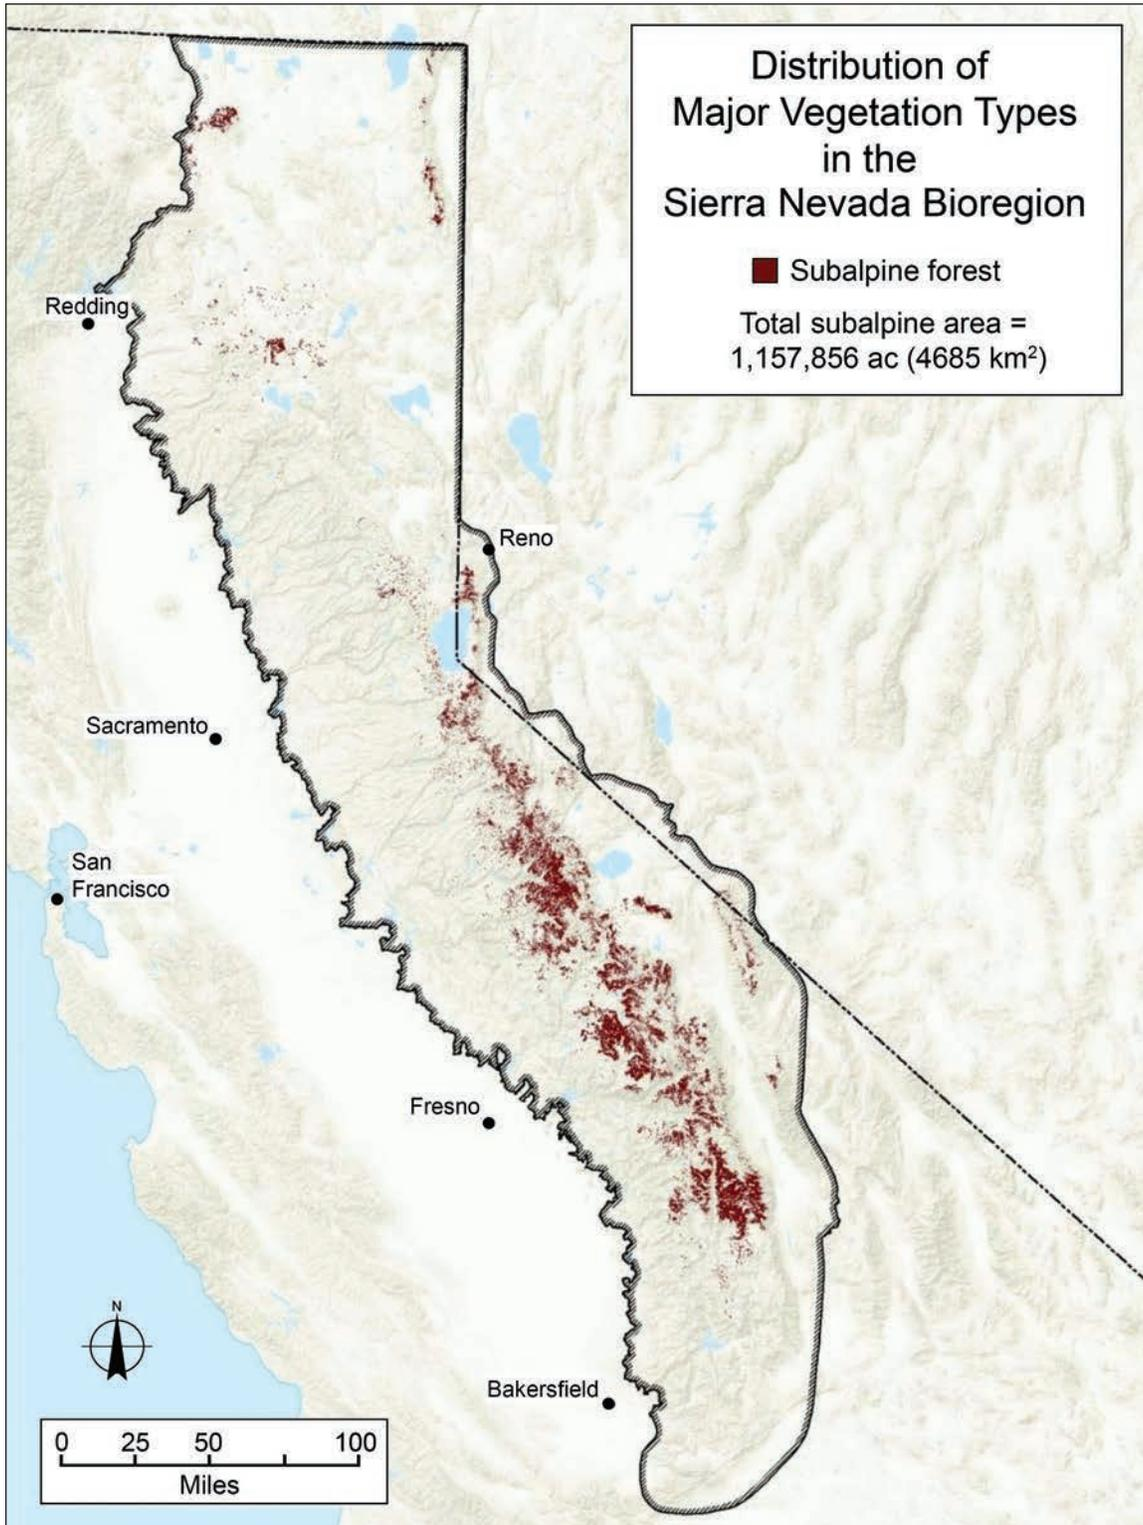 Distribution of
Major Vegetation Types
in the
Sierra Nevada Bioregion
Subalpine forest
Total subalpine area =
1,157,856 ac (4685 km²)
Redding
Reno
Sacramento
San
Francisco
Fresno
Bakersfield
N
0 25 50 100
Miles